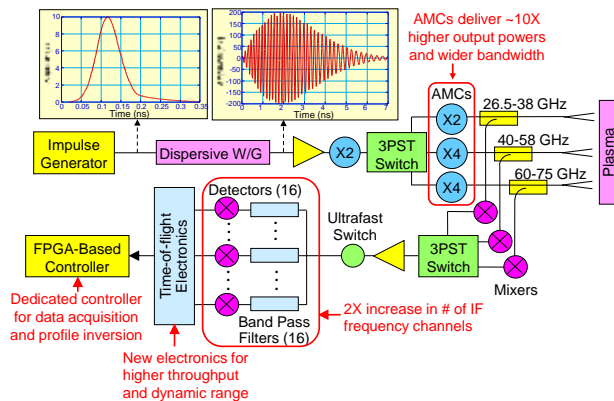 10
8
6
4
2
0
0 0.05 0.1 0.15 0.2 0.25 0.3 0.35
Time (ns)
200
150
100
50
0
-50
-100
-150
-200
0 1 2 3 4 5 6 7 8
Time (ns)
AMCs deliver ~10X
higher output powers
and wider bandwidth
AMCs
26.5-38 GHz
X2
40-58 GHz
X4
60-75 GHz
X4
Plasma
Impulse
Generator
Dispersive W/G
X2
3PST
Switch
Detectors (16)
Ultrafast
Switch
3PST
Switch
Mixers
FPGA-Based
Controller
Time-of-flight
Electronics
Band Pass
Filters (16)
Dedicated controller
for data acquisition
and profile inversion
New electronics for
higher throughput
and dynamic range
2X increase in # of IF
frequency channels